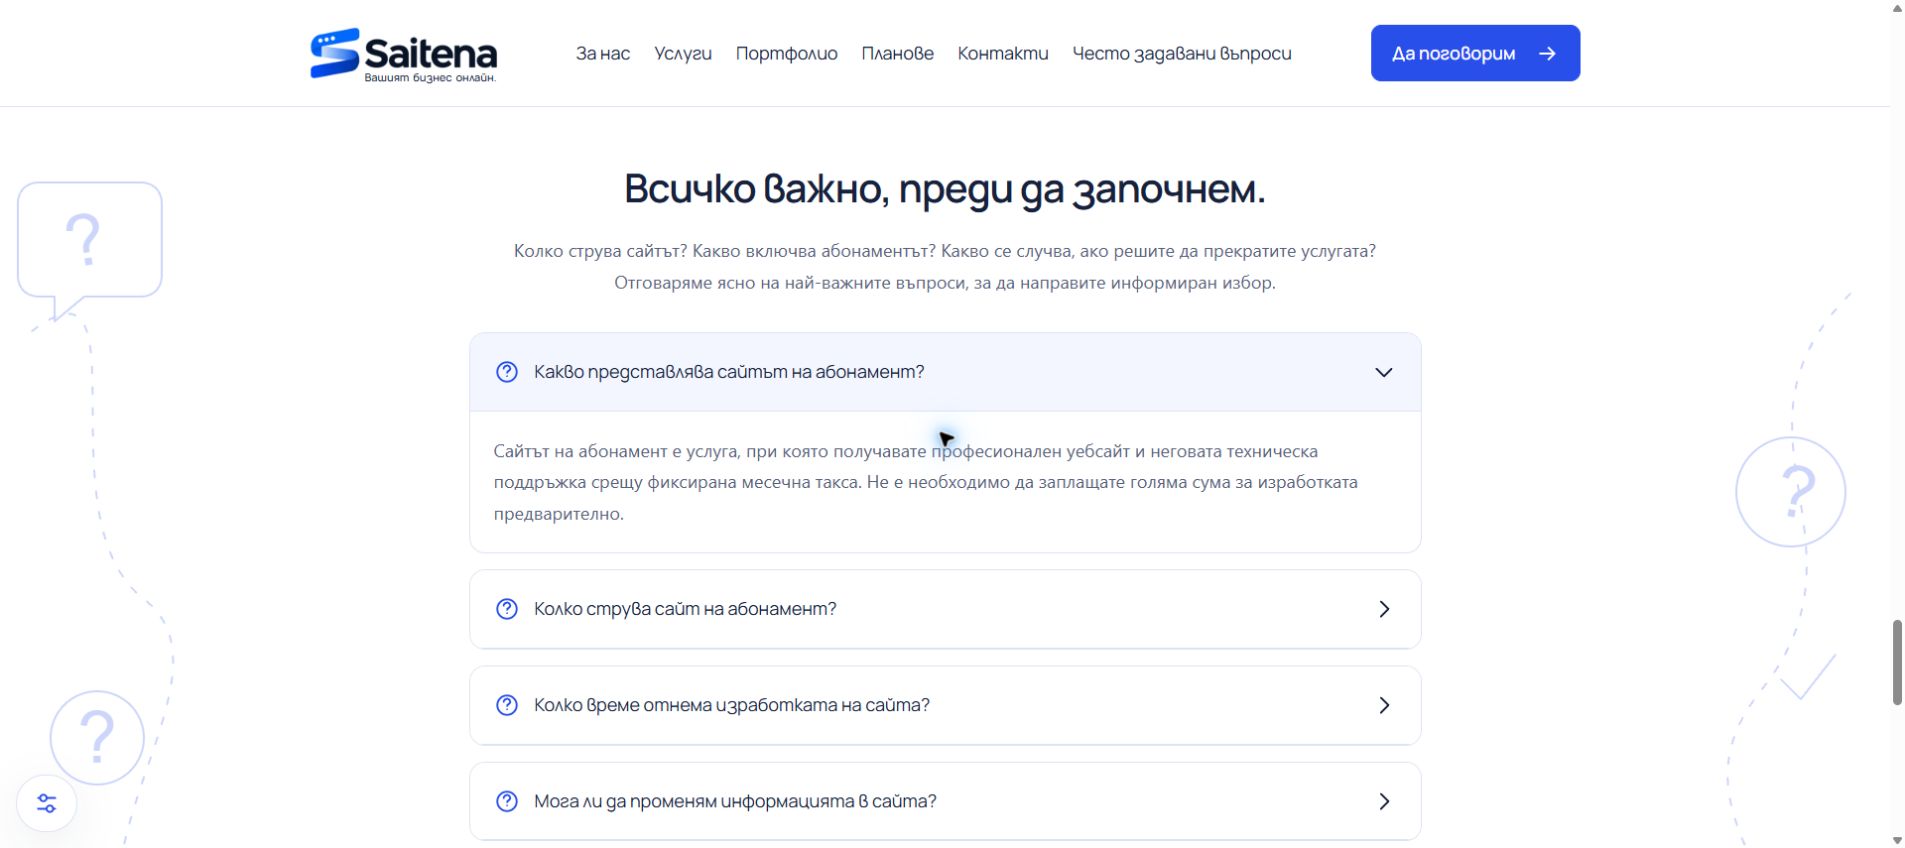 Saitena
Вашият бизнес онлайн.
За нас Услуги Портфолио Планове Контакти Често задавани въпроси
Да поговорим
Всичко важно, преди да започнем.
Колко струва сайтът? Какво включва абонаментът? Какво се случва, ако решите да прекратите услугата?
Отговаряме ясно на най-важните въпроси, за да направите информиран избор.
Какво представлява сайтът на абонамент?
Сайтът на абонамент е услуга, при която получавате професионален уебсайт и неговата техническа
поддръжка срещу фиксирана месечна такса. Не е необходимо да заплащате голяма сума за изработката
предварително.
Колко струва сайт на абонамент?
Колко време отнема изработката на сайта?
Мога ли да променям информацията в сайта?